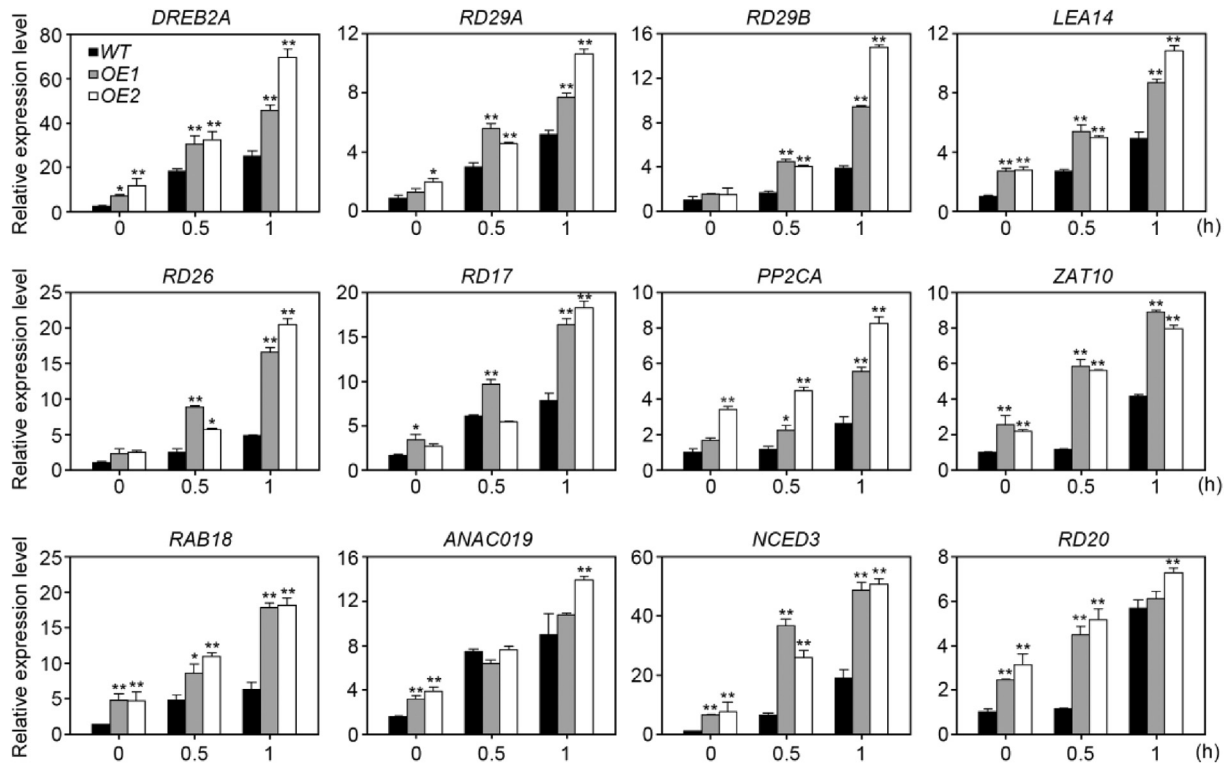 DREB2A RD29A RD29B LEA14
Relative expression level
80 60 40 20 0
WT
OE1
OE2
* ** ** ** ** **
0 0.5 1
12 8 4 0
* ** ** ** **
0 0.5 1
16 12 8 4 0
** ** ** **
0 0.5 1
12 8 4 0
** ** ** ** ** **
0 0.5 1 (h)
RD26 RD17 PP2CA ZAT10
Relative expression level
25 20 15 10 5 0
** * ** **
0 0.5 1
20 15 10 5 0
* ** ** **
0 0.5 1
10 8 6 4 2 0
** * ** ** **
0 0.5 1
10 8 6 4 2 0
** ** ** ** ** **
0 0.5 1 (h)
RAB18 ANAC019 NCED3 RD20
Relative expression level
25 20 15 10 5 0
** ** * ** ** **
0 0.5 1
16 12 8 4 0
** ** **
0 0.5 1
60 40 20 0
** ** ** ** ** **
0 0.5 1
8 6 4 2 0
** ** ** ** **
0 0.5 1 (h)